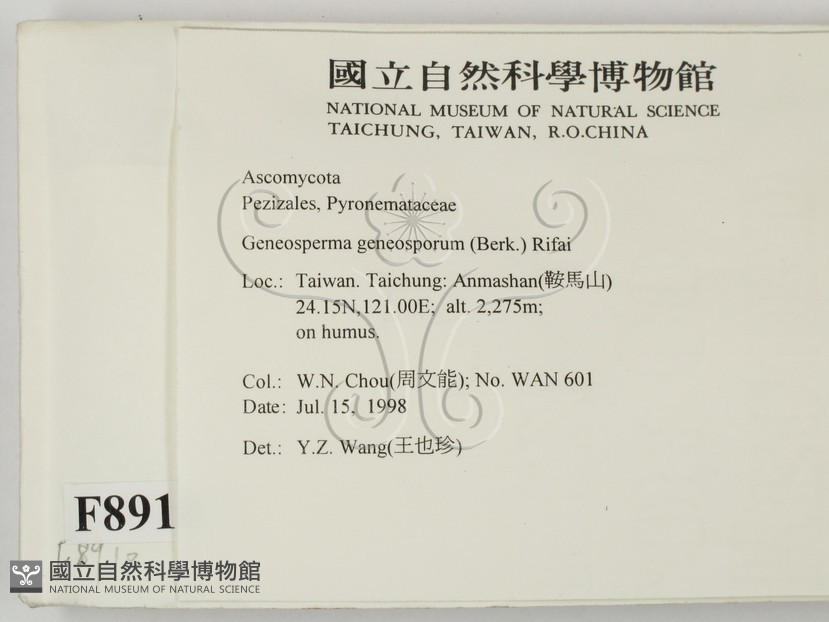 國立自然科學博物館
NATIONAL MUSEUM OF NATURAL SCIENCE
TAICHUNG, TAIWAN, R.O.CHINA
Ascomycota
Pezizales, Pyronemataceae
Geneosperma geneosporum (Berk.) Rifai
Loc.: Taiwan. Taichung: Anmashan(鞍馬山)
24.15N,121.00E; alt. 2,275m;
on humus.
Col.: W.N. Chou(周文能); No. WAN 601
Date: Jul. 15, 1998
Det.: Y.Z. Wang(王也珍)
F891
國立自然科學博物館
NATIONAL MUSEUM OF NATURAL SCIENCE